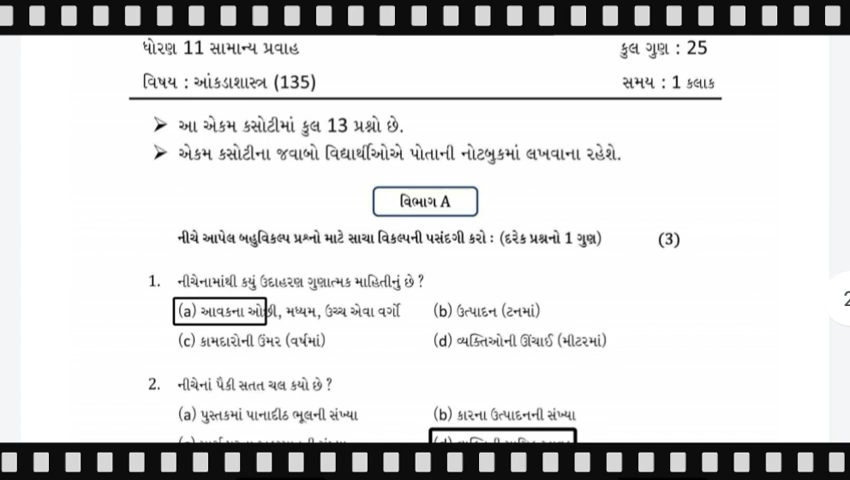 ધોરણ 11 સામાન્ય પ્રવાહ કુલ ગુણ : 25
વિષય : આંકડાશાસ્ત્ર (135) સમય : 1 કલાક
➢ આ એકમ કસોટીમાં કુલ 13 પ્રશ્નો છે.
➢ એકમ કસોટીના જવાબો વિદ્યાર્થીઓએ પોતાની નોટબુકમાં લખવાના રહેશે.
વિભાગ A
નીચે આપેલ બહુવિકલ્પ પ્રશ્નો માટે સાચા વિકલ્પની પસંદગી કરો : (દરેક પ્રશ્નનો 1 ગુણ) (3)
1. નીચેનામાંથી કયું ઉદાહરણ ગુણાત્મક માહિતીનું છે ?
(a) આવકના ઓછી, મધ્યમ, ઉચ્ચ એવા વર્ગો (b) ઉત્પાદન (ટનમાં)
(c) કામદારોની ઉંમર (વર્ષમાં) (d) વ્યક્તિઓની ઊંચાઈ (મીટરમાં)
2. નીચેનાં પૈકી સતત ચલ કયો છે ?
(a) પુસ્તકમાં પાનાદીઠ ભૂલની સંખ્યા (b) કારના ઉત્પાદનની સંખ્યા